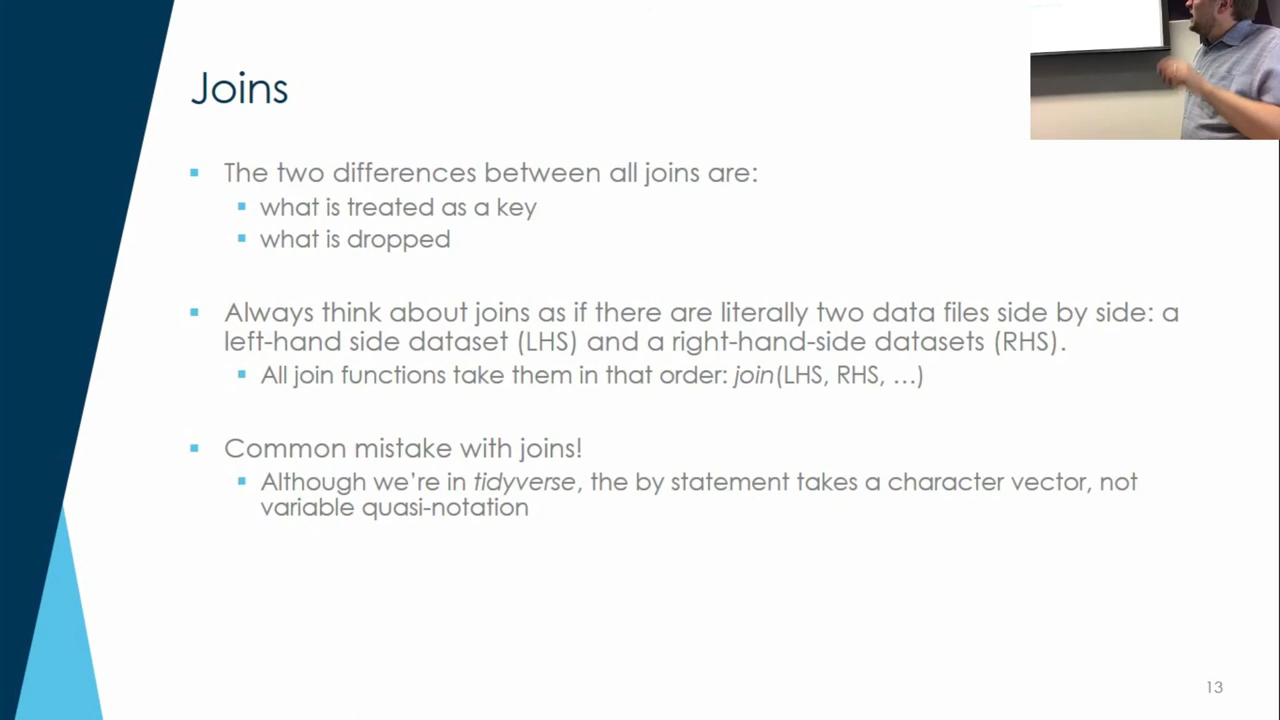 Joins
The two differences between all joins are:
what is treated as a key
what is dropped
Always think about joins as if there are literally two data files side by side: a
left-hand side dataset (LHS) and a right-hand-side datasets (RHS).
All join functions take them in that order: join(LHS, RHS, …)
Common mistake with joins!
Although we’re in tidyverse, the by statement takes a character vector, not
variable quasi-notation
13